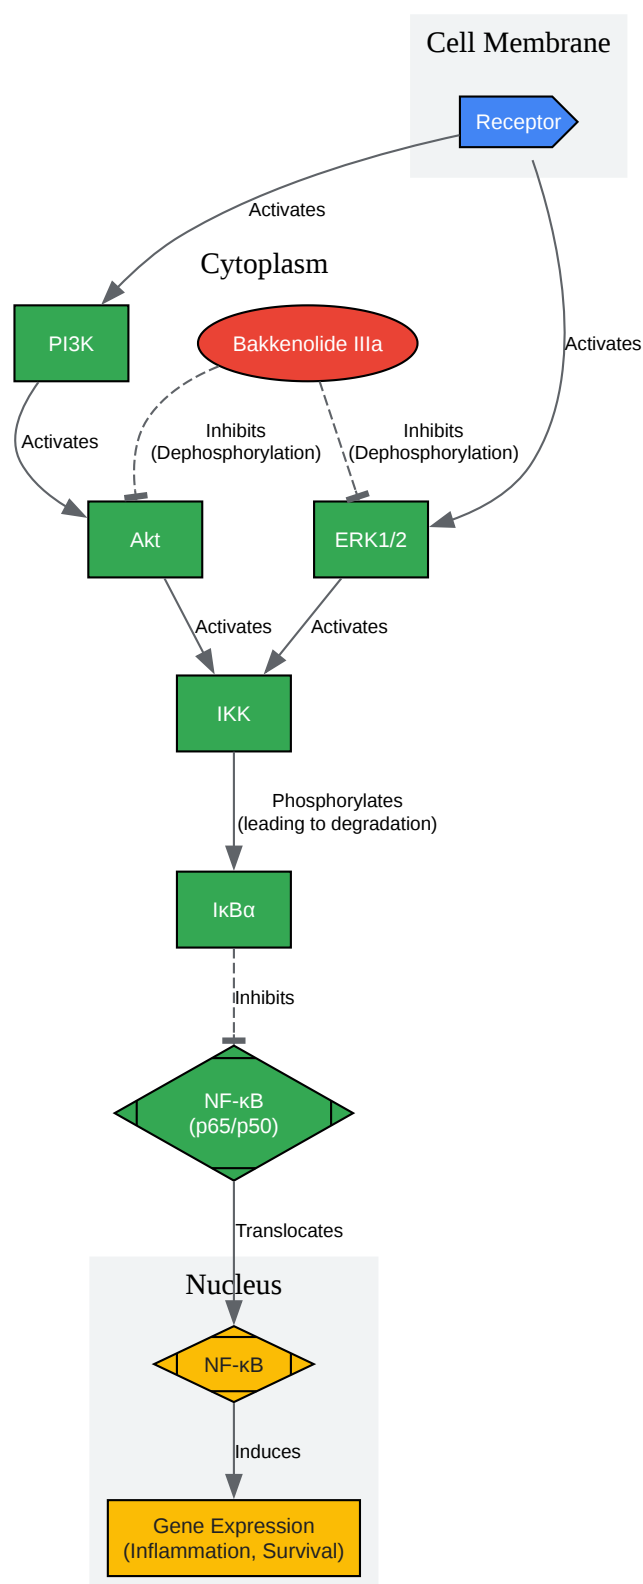 Cell Membrane
Receptor
Activates
Cytoplasm
PI3K
Bakkenolide IIIa
Activates
Activates
Inhibits
(Dephosphorylation)
Inhibits
(Dephosphorylation)
Akt
ERK1/2
Activates
Activates
IKK
Phosphorylates
(leading to degradation)
IκBα
Inhibits
NF-κB
(p65/p50)
Translocates
Nucleus
NF-κB
Induces
Gene Expression
(Inflammation, Survival)